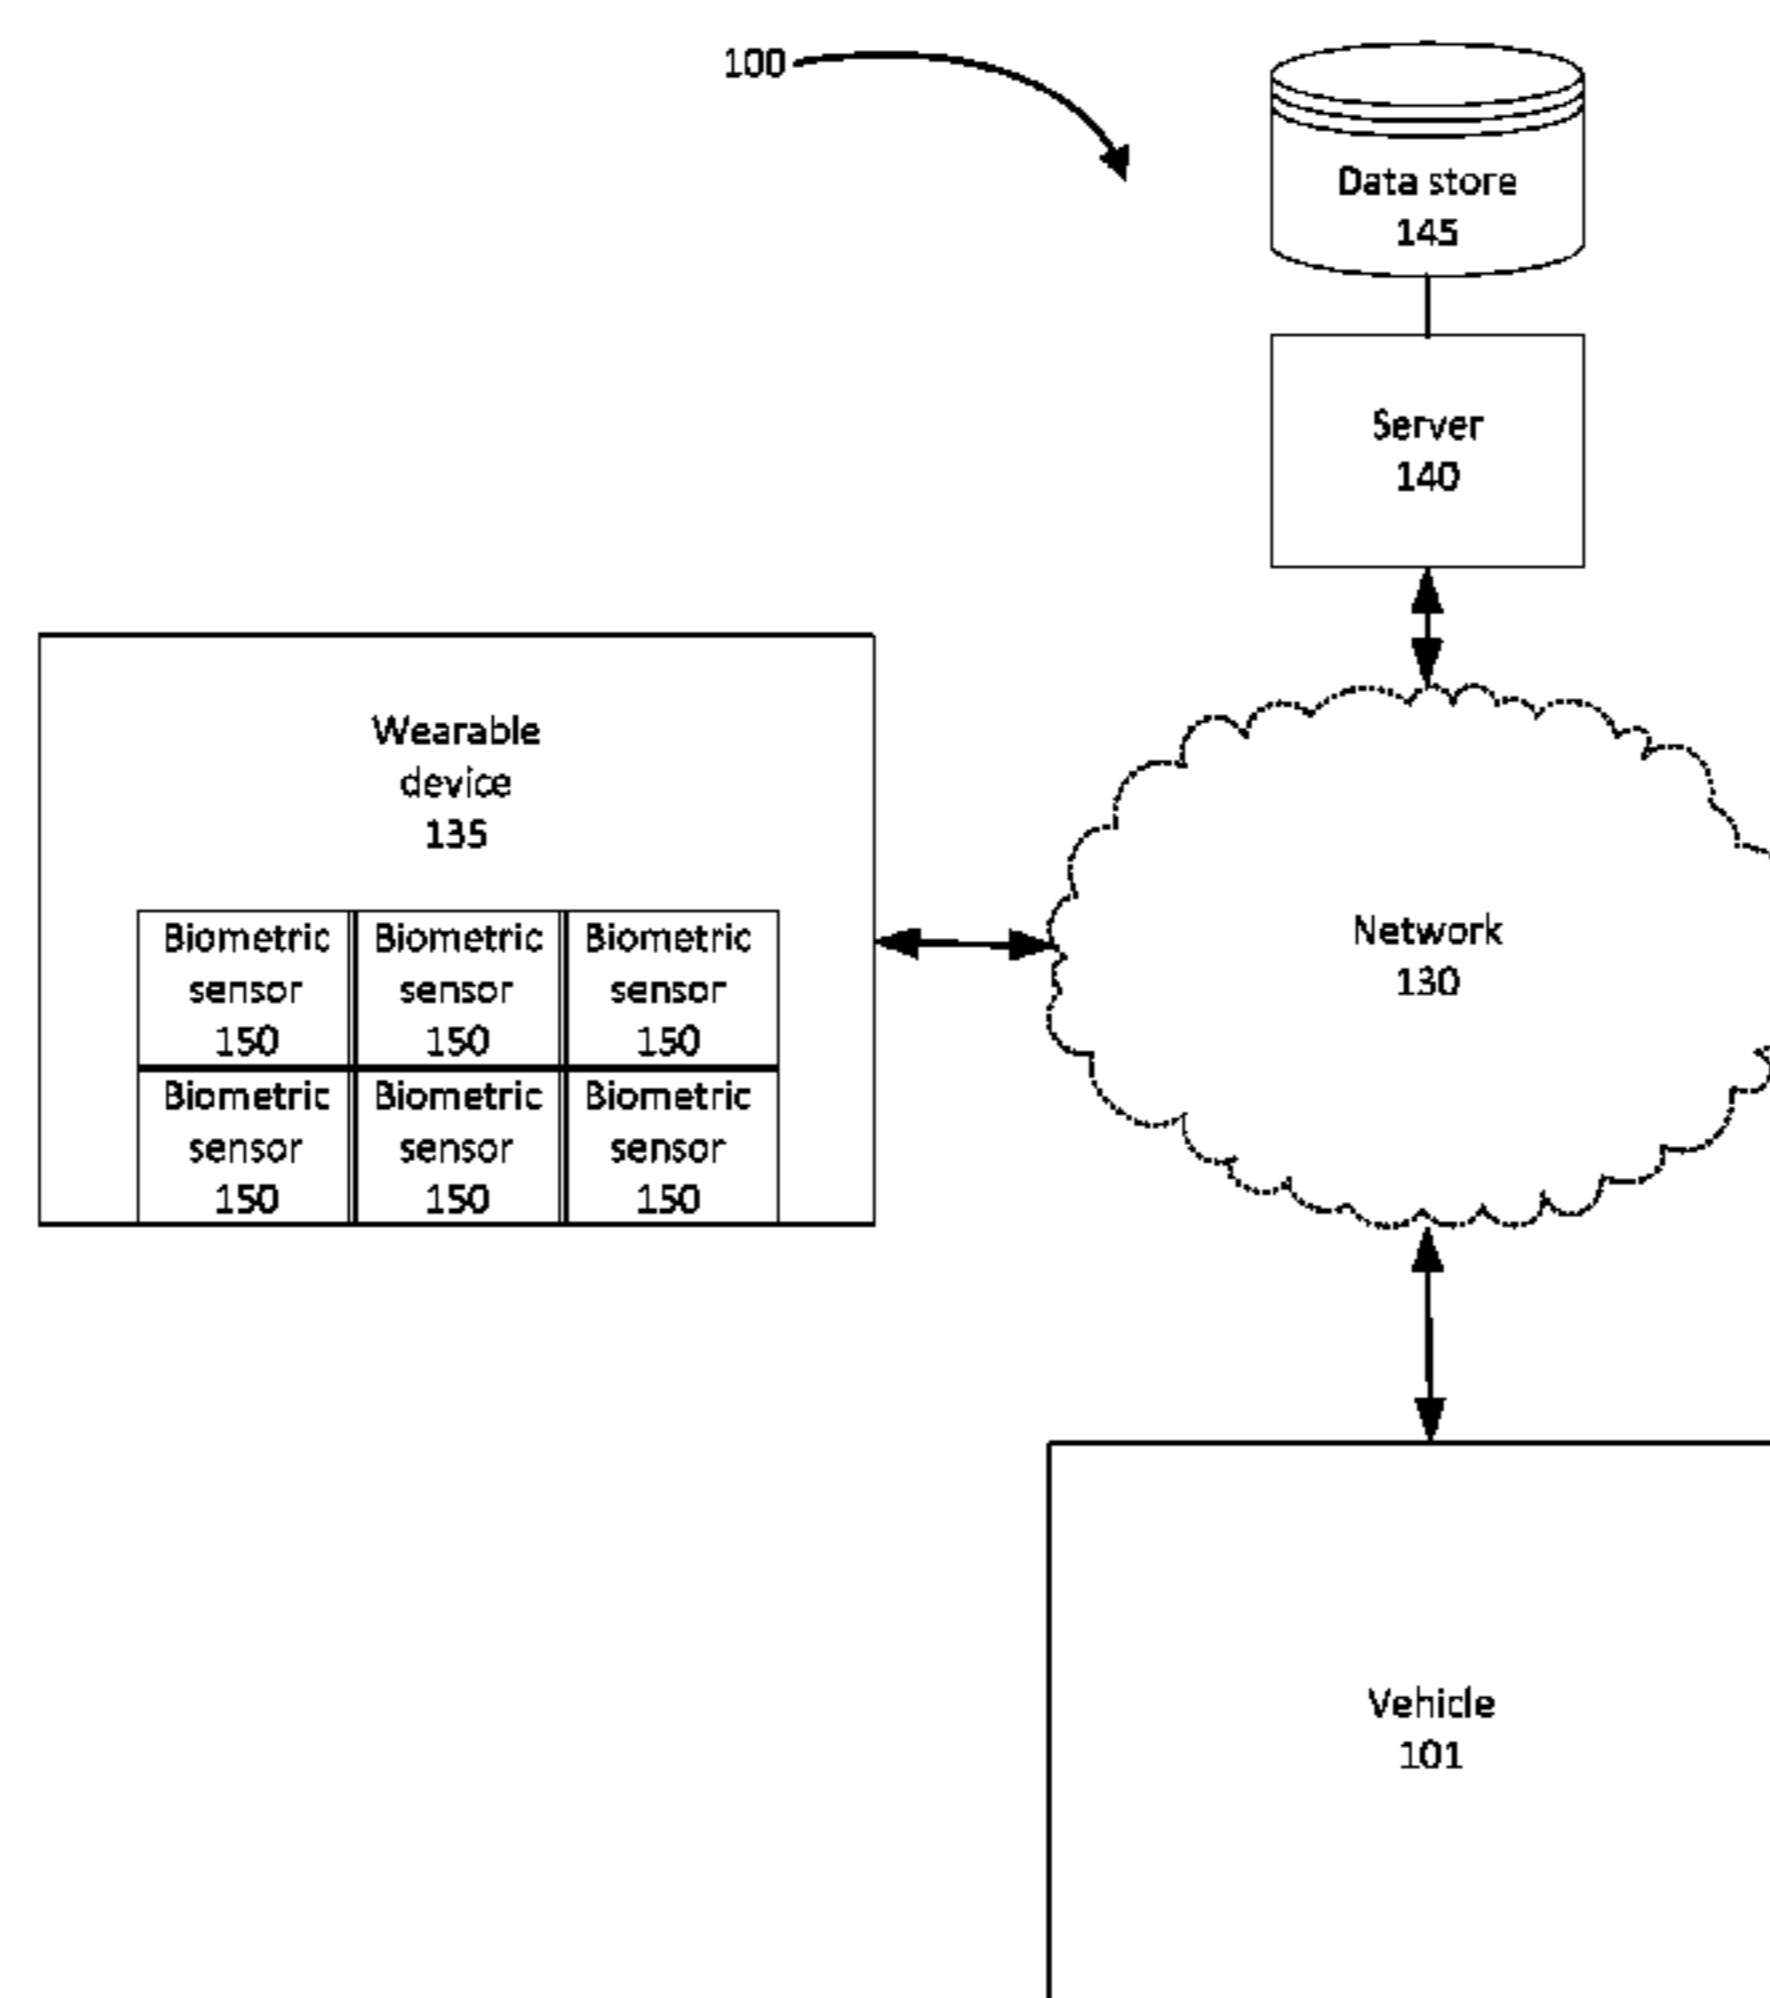 100
Data store
145
Server
140
Wearable
device
135
Biometric
sensor
150
Biometric
sensor
150
Biometric
sensor
150
Biometric
sensor
150
Biometric
sensor
150
Biometric
sensor
150
Network
130
Vehicle
101